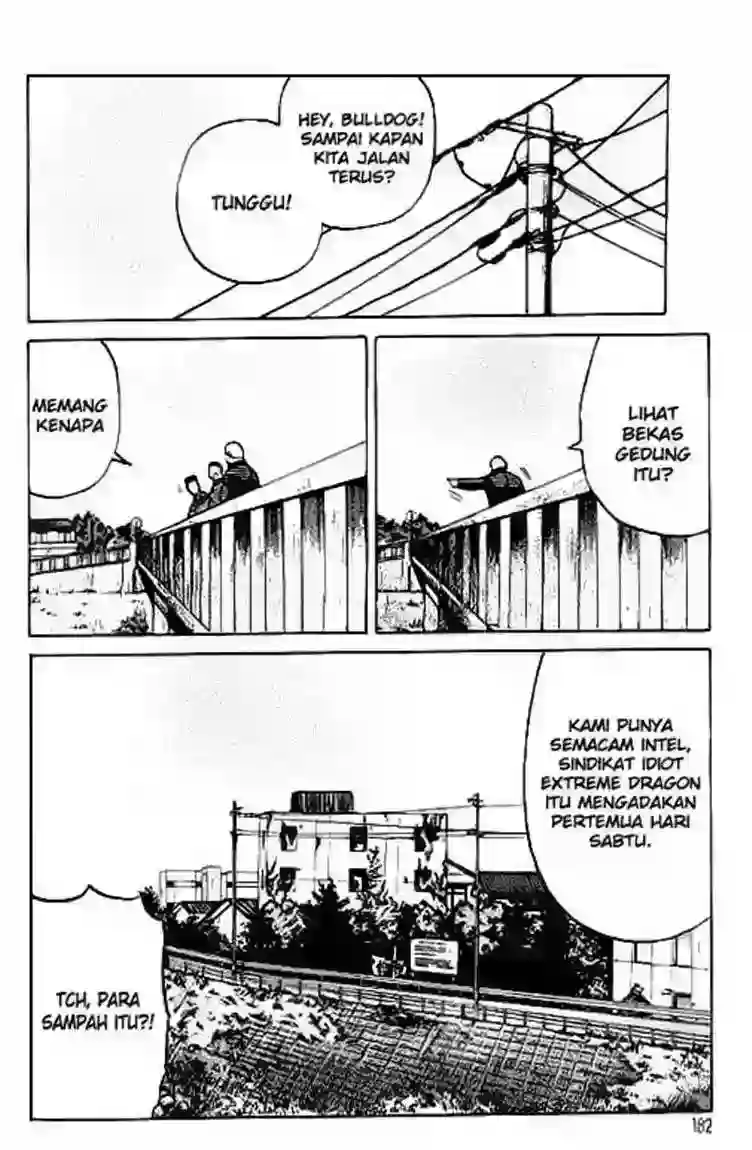 HEY, BULLDOG!
SAMPAI KAPAN
KITA JALAN
TERUS?
TUNGGU!
MEMANG
KENAPA
LIHAT
BEKAS
GEDUNG
ITU?
KAMI PUNYA
SEMACAM INTEL,
SINDIKAT IDIOT
EXTREME DRAGON
ITU MENGADAKAN
PERTEMUA HARI
SABTU.
TCH, PARA
SAMPAH ITU?!
182